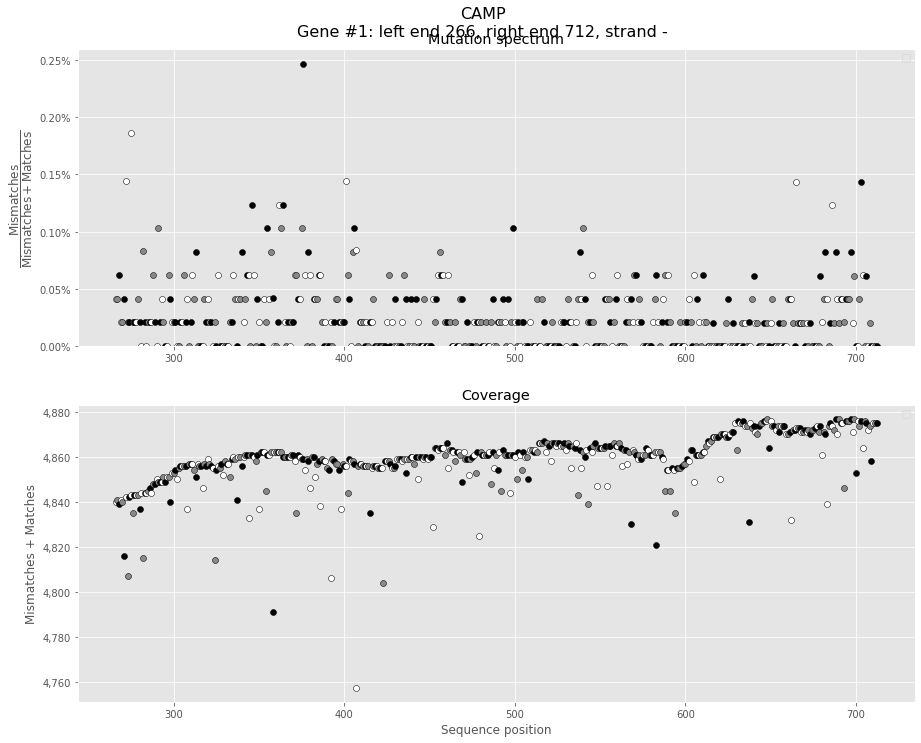 CAMP
Gene #1: left end 266, right end 712, strand -
Mutation spectrum
0.25%
0.20%
0.15%
0.10%
0.05%
0.00%
Mismatches
Mismatches + Matches
300 400 500 600 700
Coverage
4,880
4,860
4,840
4,820
4,800
4,780
4,760
Mismatches + Matches
300 400 500 600 700
Sequence position